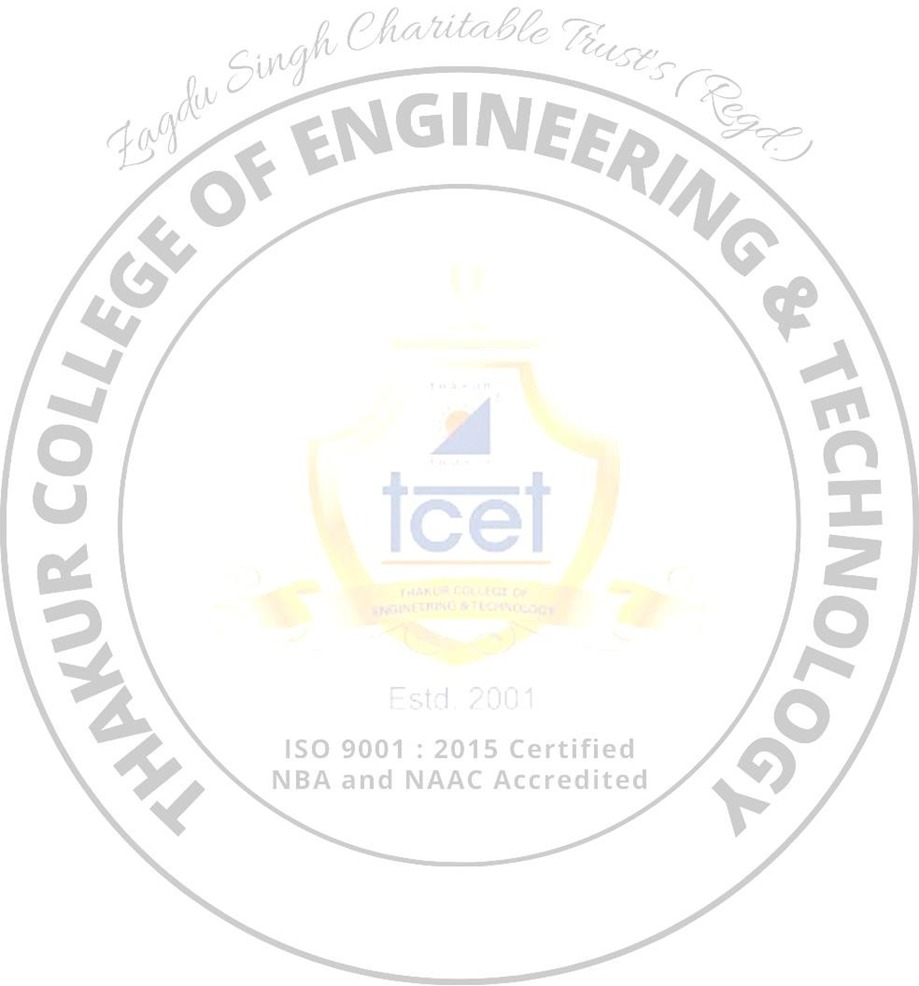 Zagdu Singh Charitable Trust's (Regd.)
THAKUR COLLEGE OF ENGINEERING & TECHNOLOGY
THAKUR
tcet
THAKUR COLLEGE OF
ENGINEERING & TECHNOLOGY
Estd. 2001
ISO 9001 : 2015 Certified
NBA and NAAC Accredited